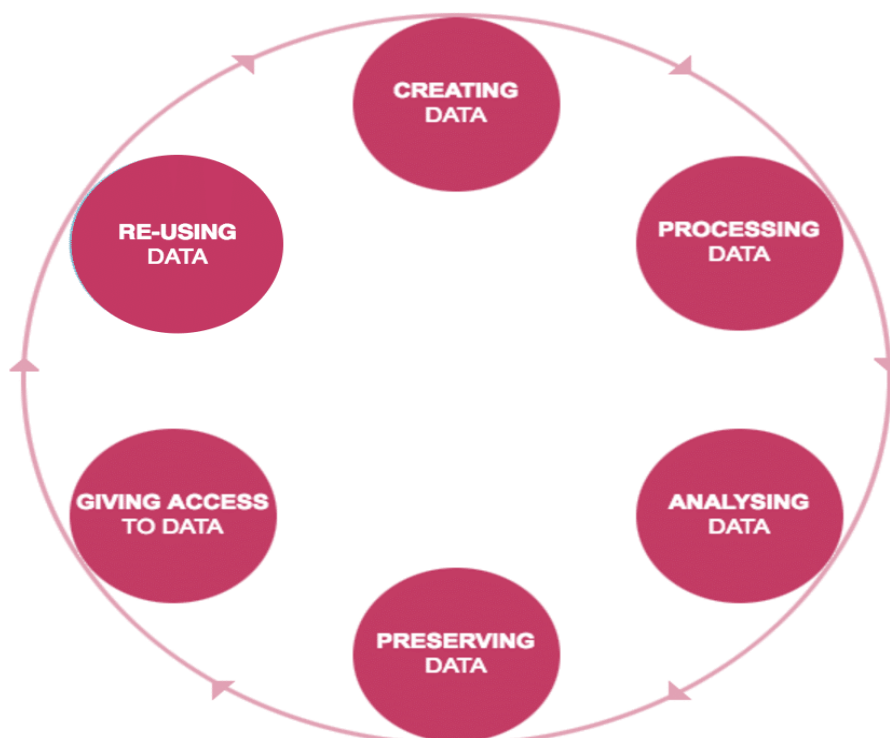 CREATING
DATA
PROCESSING
DATA
ANALYSING
DATA
PRESERVING
DATA
GIVING ACCESS
TO DATA
RE-USING
DATA